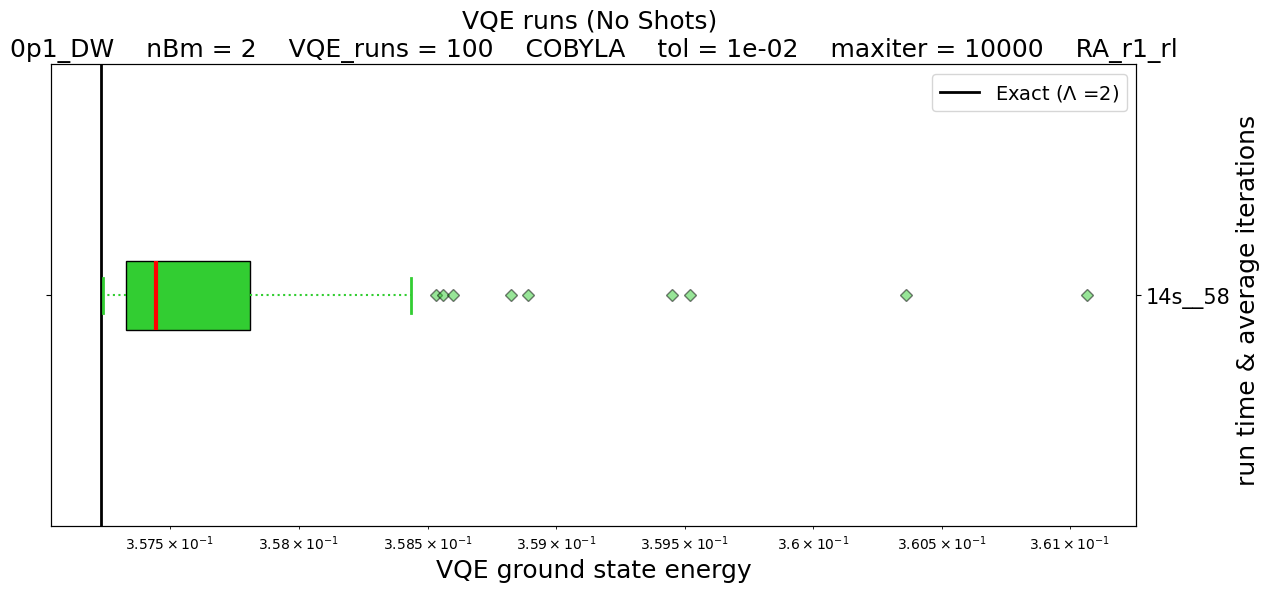 VQE runs (No Shots)
0p1_DW    nBm = 2    VQE_runs = 100    COBYLA    tol = 1e-02    maxiter = 10000    RA_r1_rl
Exact (Λ =2)
14s__58
run time & average iterations
3.575 × 10⁻¹
3.58 × 10⁻¹
3.585 × 10⁻¹
3.59 × 10⁻¹
3.595 × 10⁻¹
3.6 × 10⁻¹
3.605 × 10⁻¹
3.61 × 10⁻¹
VQE ground state energy